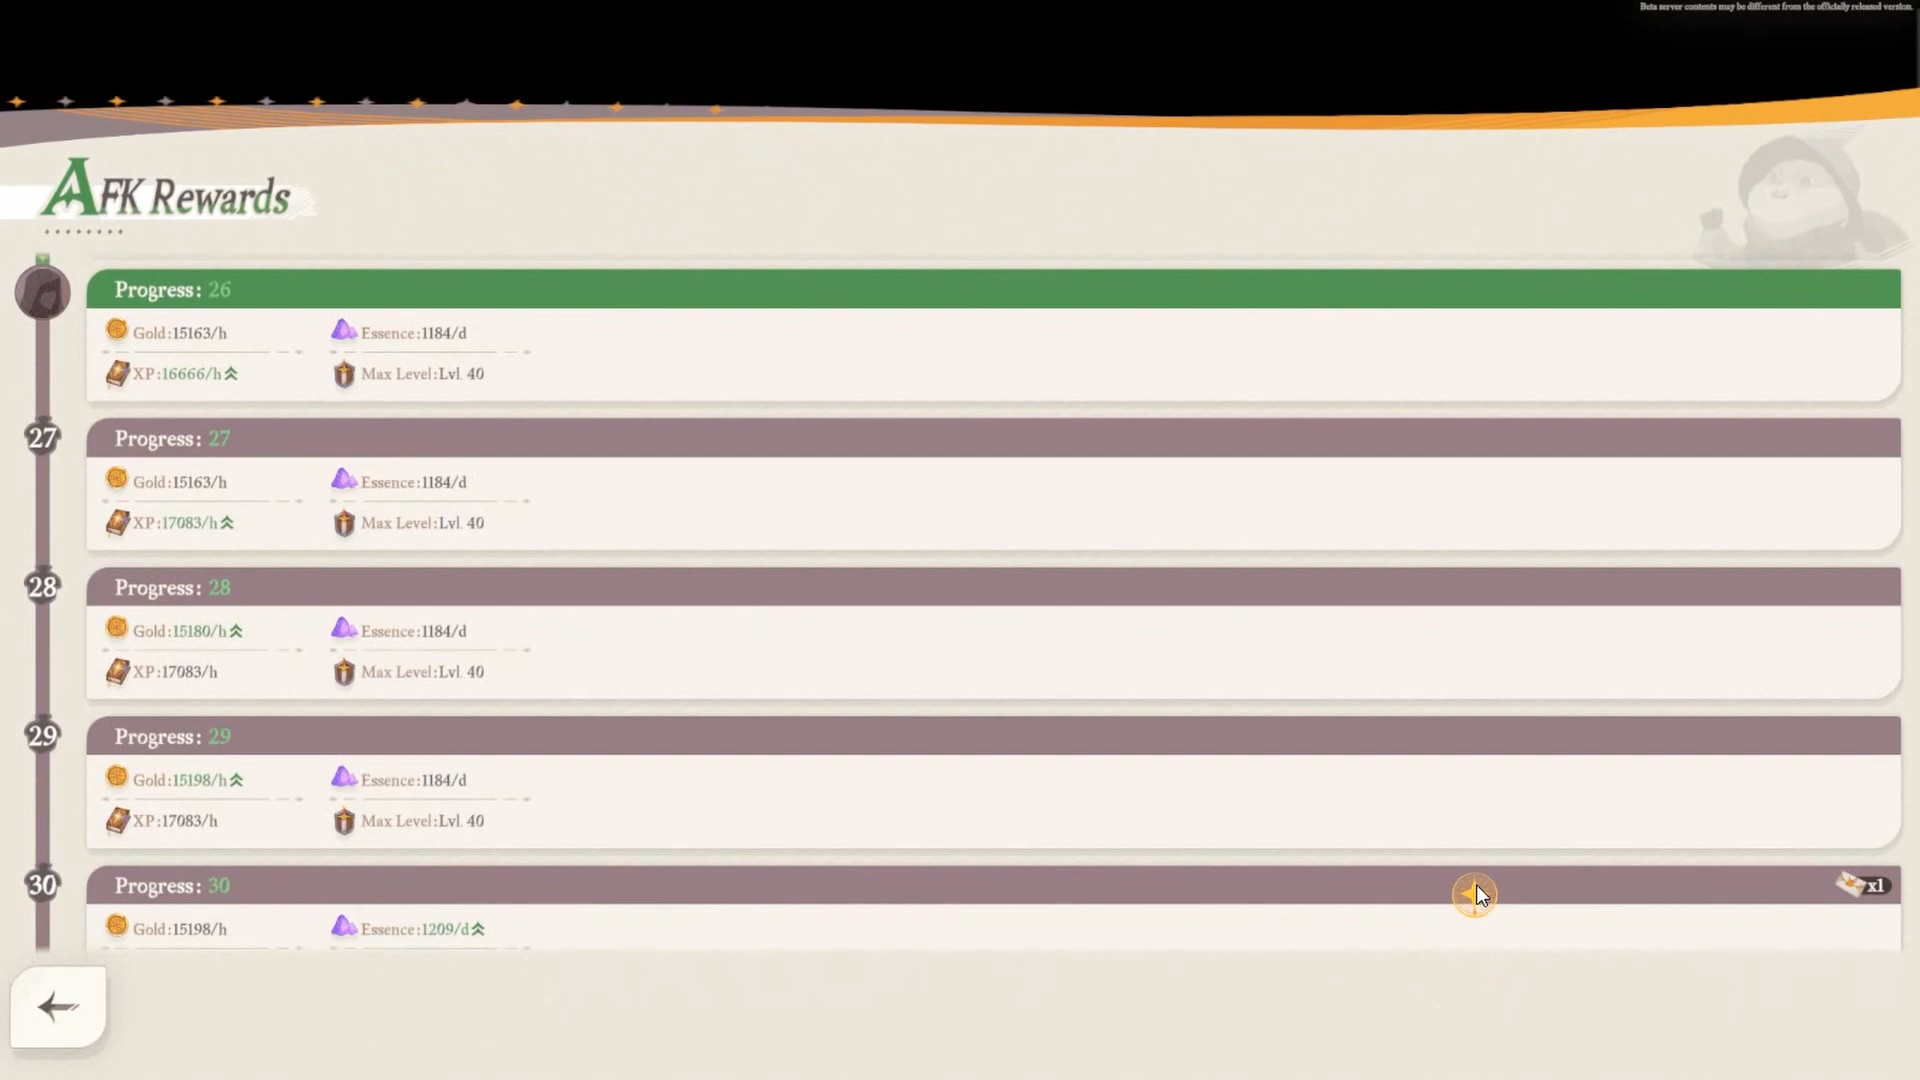 Beta server contents may be different from the officially released version.
AFK Rewards
Progress: 26
Gold:15163/h Essence:1184/d
XP:16666/h Max Level:Lvl. 40
27 Progress: 27
Gold:15163/h Essence:1184/d
XP:17083/h Max Level:Lvl. 40
28 Progress: 28
Gold:15180/h Essence:1184/d
XP:17083/h Max Level:Lvl. 40
29 Progress: 29
Gold:15198/h Essence:1184/d
XP:17083/h Max Level:Lvl. 40
30 Progress: 30 x1
Gold:15198/h Essence:1209/d